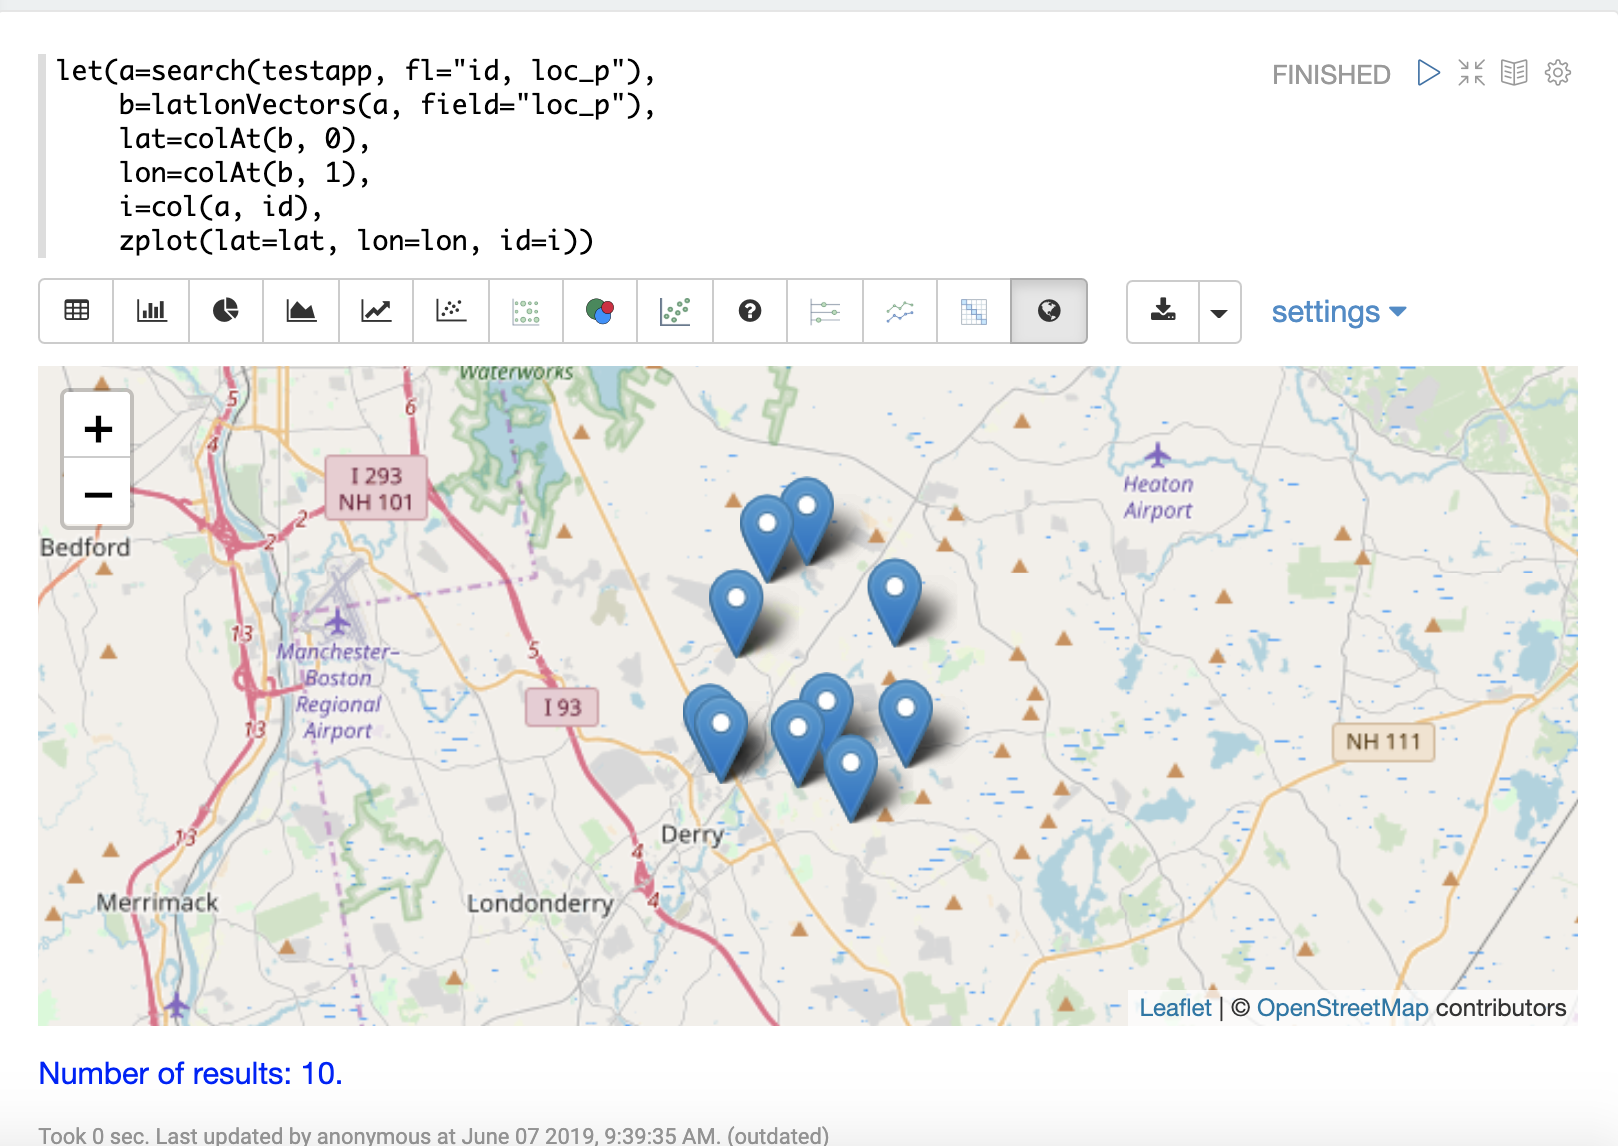 let(a=search(testapp, fl="id, loc_p"),
b=latlonVectors(a, field="loc_p"),
lat=colAt(b, 0),
lon=colAt(b, 1),
i=col(a, id),
zplot(lat=lat, lon=lon, id=i))
FINISHED
?
settings
+
−
Waterworks
5
6
4
I 293
NH 101
2
2
Bedford
Heaton
Airport
13
5
Manchester–
Boston
Regional
Airport
I 93
13
NH 111
13
Derry
4
4
Merrimack
Londonderry
Leaflet | © OpenStreetMap contributors
Number of results: 10.
Took 0 sec. Last updated by anonymous at June 07 2019, 9:39:35 AM. (outdated)